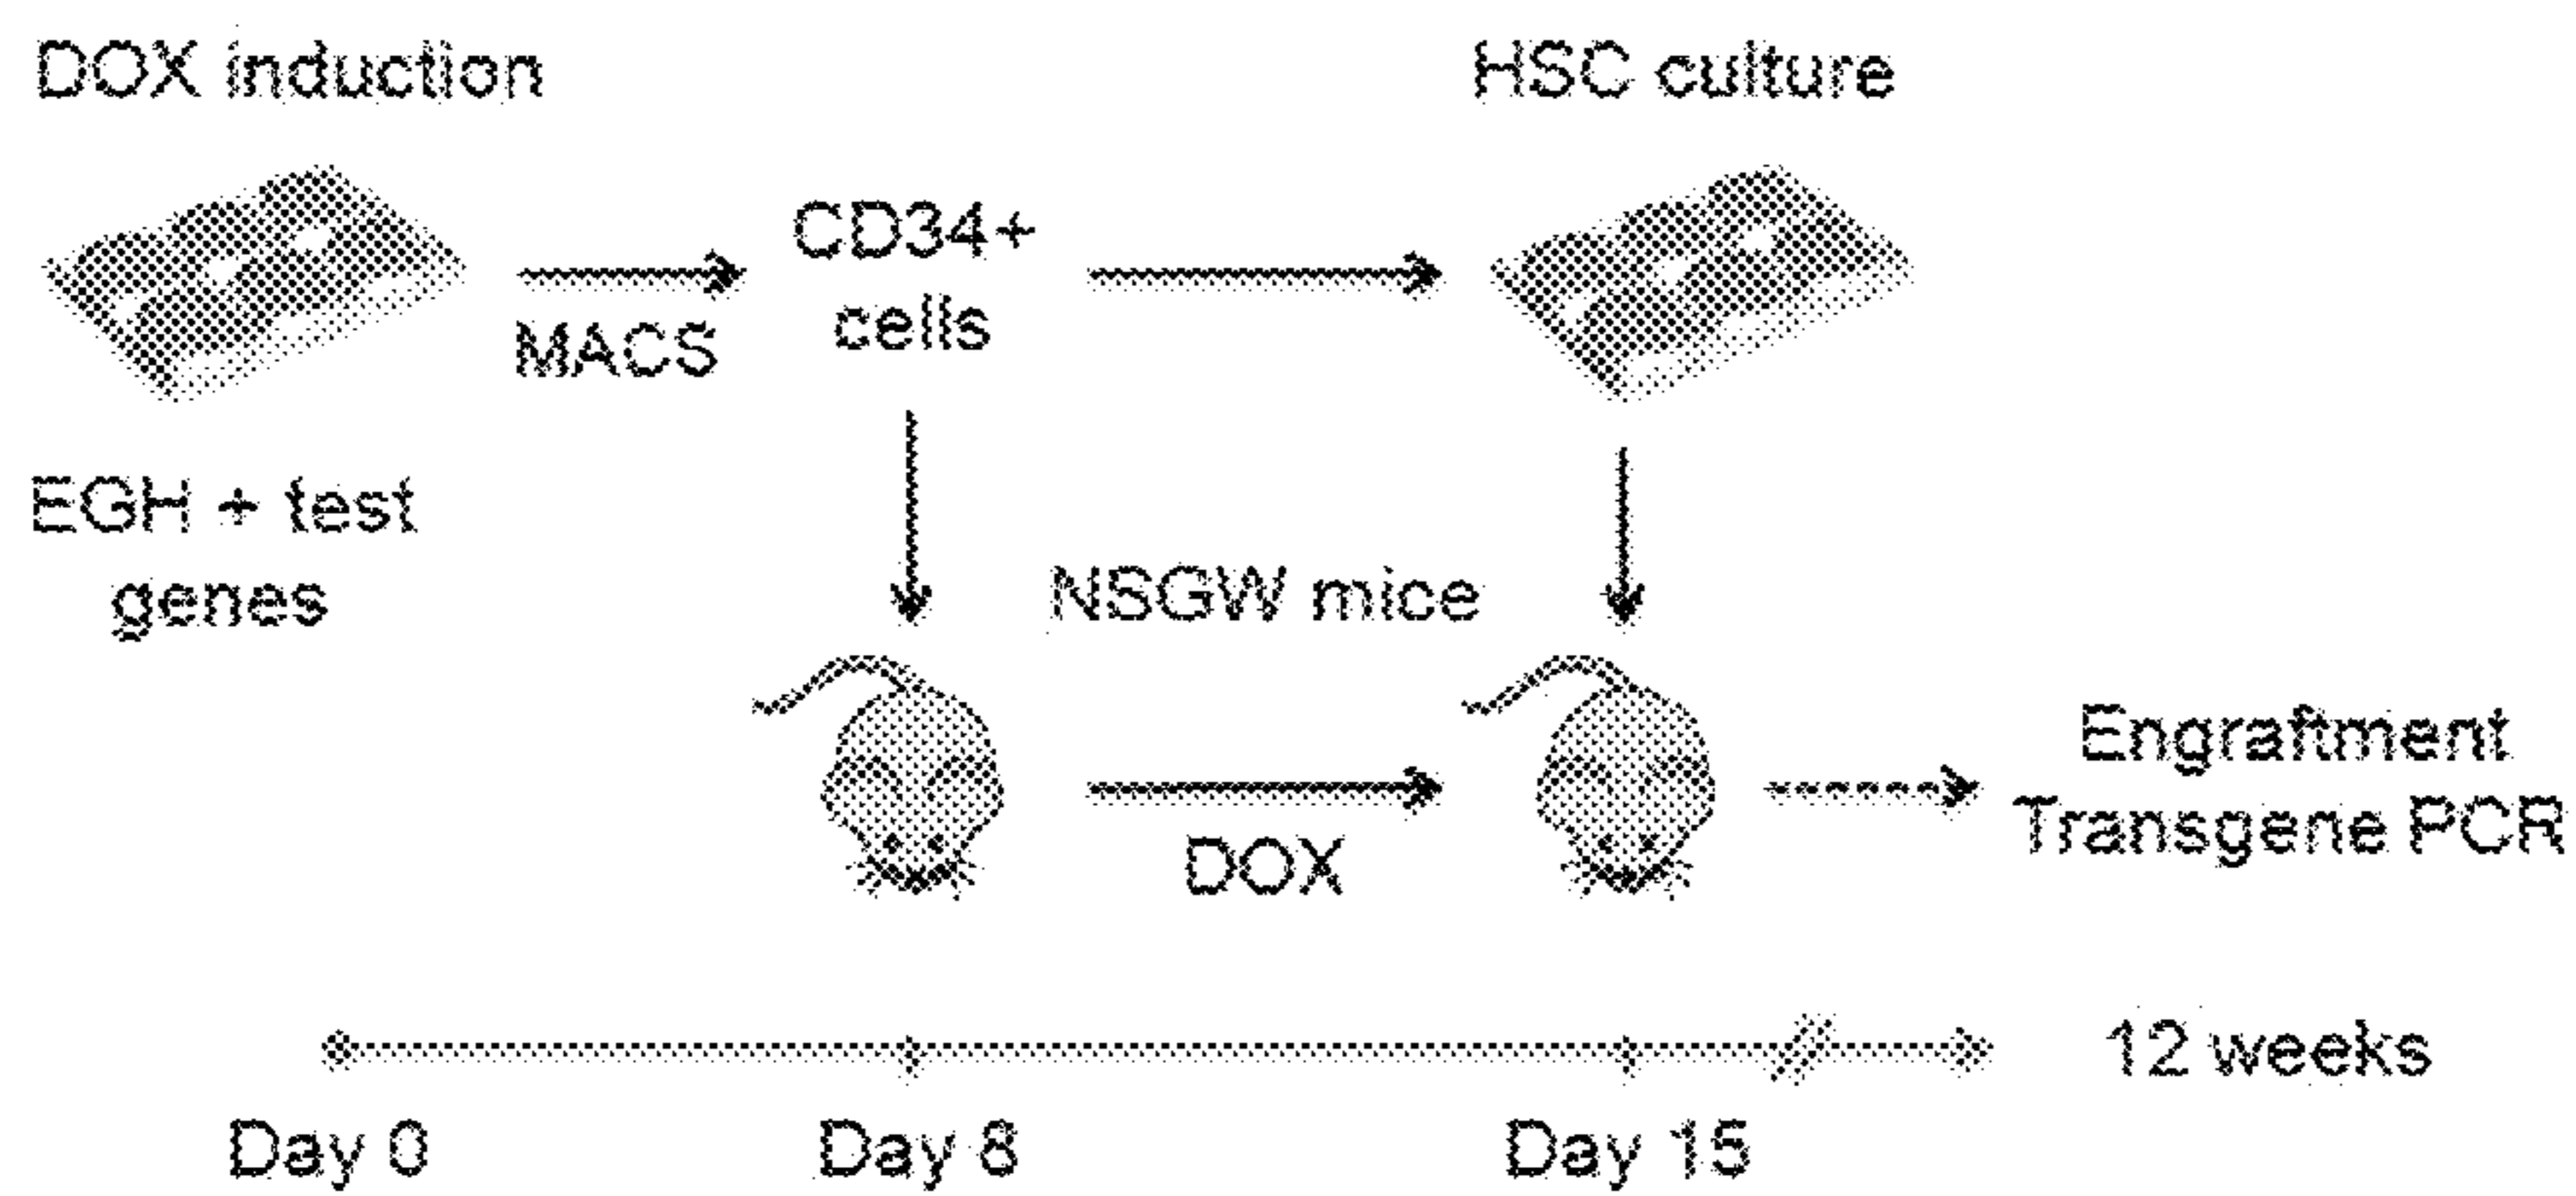 DOX induction
HSC culture
CD34+
cells
MACS
EGH + test
genes
NSGW mice
DOX
Engraftment
Transgene PCR
12 weeks
Day 0
Day 8
Day 15